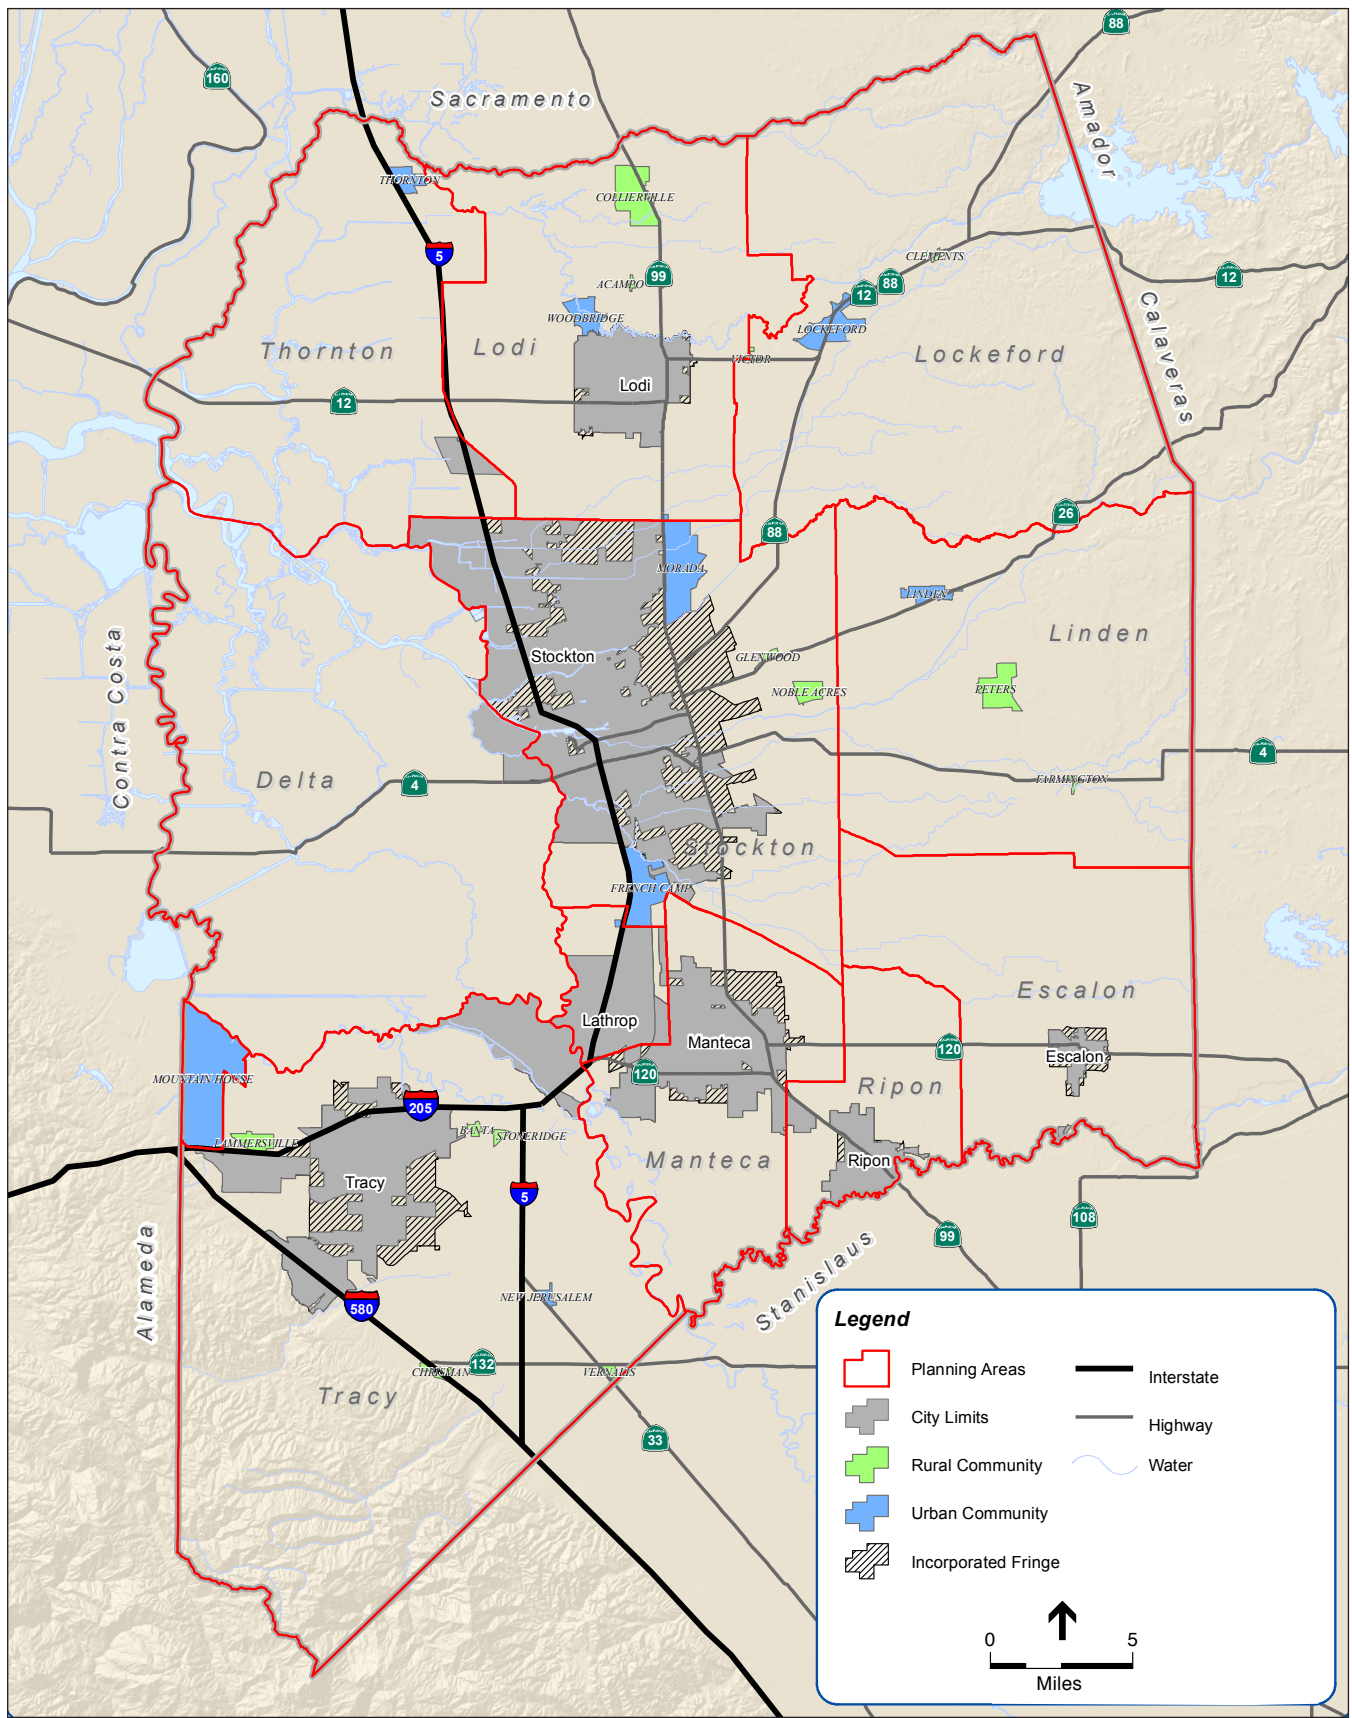 88
160
Sacramento
Amador
THORNTON
COLLIERVILLE
5
CLEMENTS
99
88
12
12
ACAMPO
WOODBRIDGE
LOCKEFORD
Calaveras
Thornton
Lodi
VICTOR
Lockeford
Lodi
12
26
88
MORADA
LINDEN
Linden
Stockton
GLENWOOD
NOBLE ACRES
PETERS
Contra Costa
Delta
4
4
FARMINGTON
Stockton
FRENCH CAMP
Escalon
Lathrop
Manteca
120
Escalon
MOUNTAIN HOUSE
120
Ripon
205
LAMMERSVILLE
BANTA
STONERIDGE
Manteca
Ripon
Tracy
5
108
99
Alameda
Stanislaus
NEW JERUSALEM
580
CHRISMAN
132
VERNALIS
Tracy
33
Legend
Planning Areas
Interstate
City Limits
Highway
Rural Community
Water
Urban Community
Incorporated Fringe
0 5
Miles